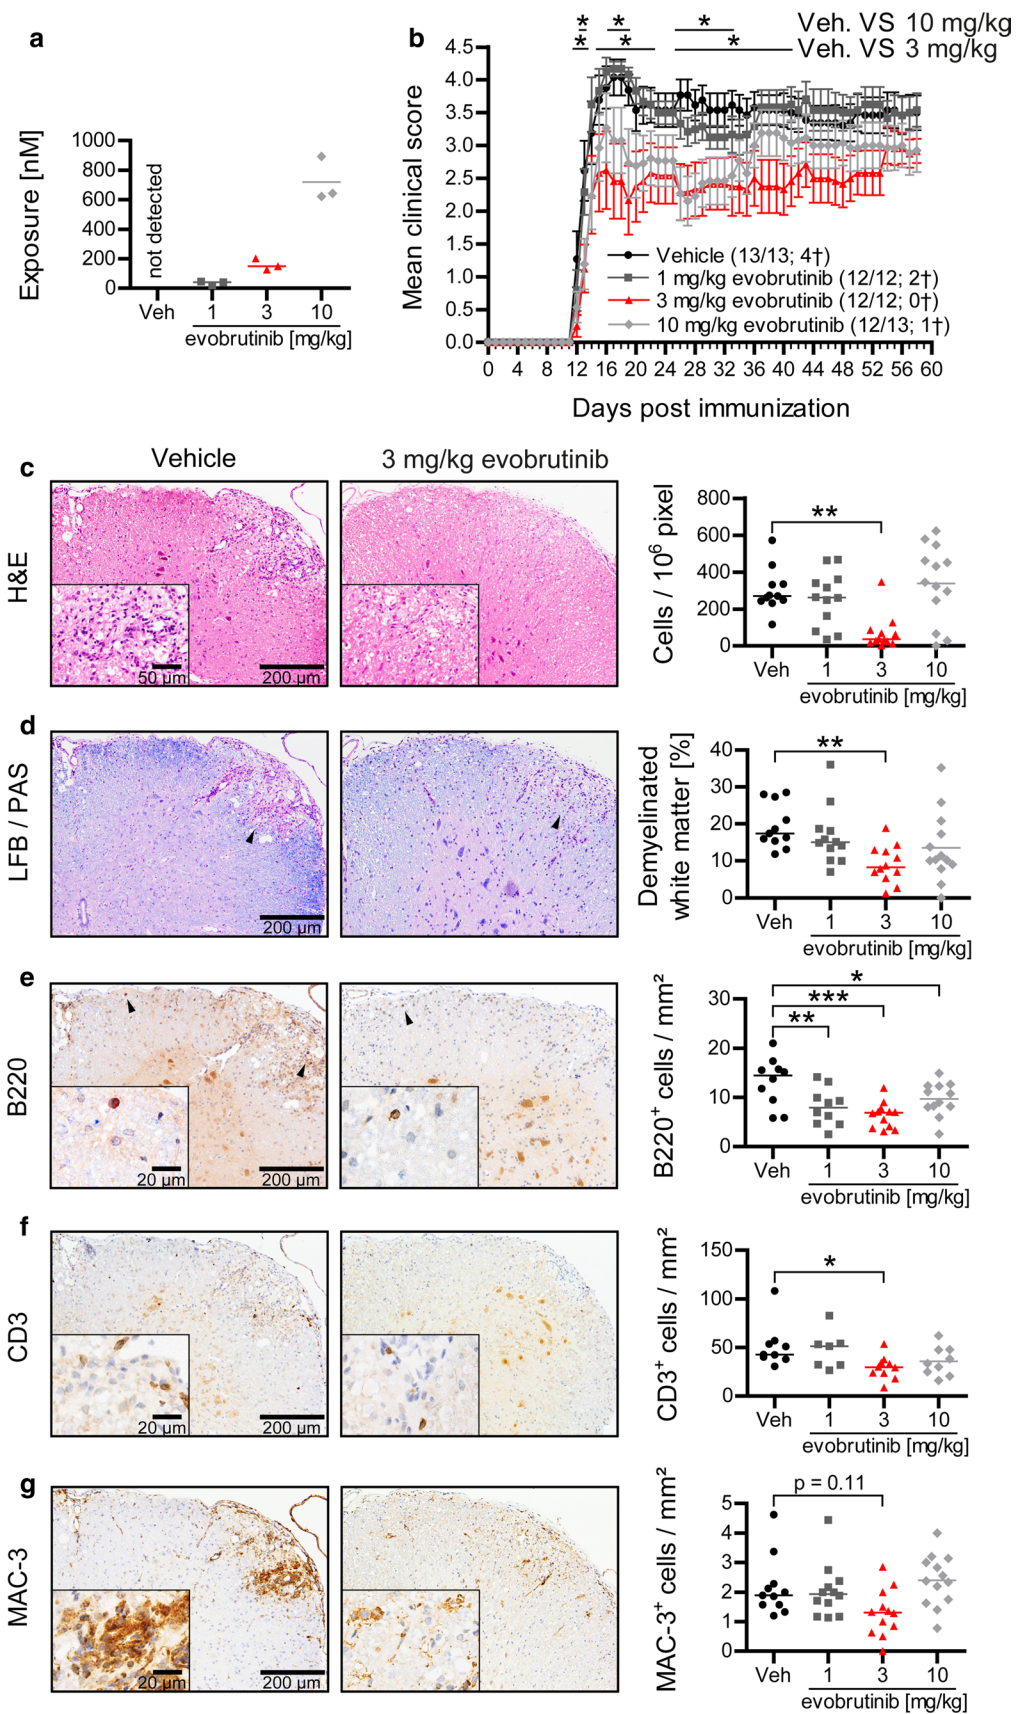 a
Exposure [nM]
1000
800
600
400
200
0
not detected
Veh 1 3 10
evobrutinib [mg/kg]
b
* * * Veh. VS 10 mg/kg
* * * Veh. VS 3 mg/kg
Mean clinical score
4.5
4.0
3.5
3.0
2.5
2.0
1.5
1.0
0.5
0.0
Vehicle (13/13; 4†)
1 mg/kg evobrutinib (12/12; 2†)
3 mg/kg evobrutinib (12/12; 0†)
10 mg/kg evobrutinib (12/13; 1†)
0 4 8 12 16 20 24 28 32 36 40 44 48 52 56 60
Days post immunization
Vehicle
3 mg/kg evobrutinib
c
H&E
50 µm
200 µm
Cells / 10⁶ pixel
800
600
400
200
0
**
Veh 1 3 10
evobrutinib [mg/kg]
d
LFB / PAS
200 µm
Demyelinated
white matter [%]
40
30
20
10
0
**
Veh 1 3 10
evobrutinib [mg/kg]
e
B220
20 µm
200 µm
B220⁺ cells / mm²
30
20
10
0
*
***
**
Veh 1 3 10
evobrutinib [mg/kg]
f
CD3
20 µm
200 µm
CD3⁺ cells / mm²
150
100
50
0
*
Veh 1 3 10
evobrutinib [mg/kg]
g
MAC-3
20 µm
200 µm
MAC-3⁺ cells / mm²
5
4
3
2
1
0
p = 0.11
Veh 1 3 10
evobrutinib [mg/kg]